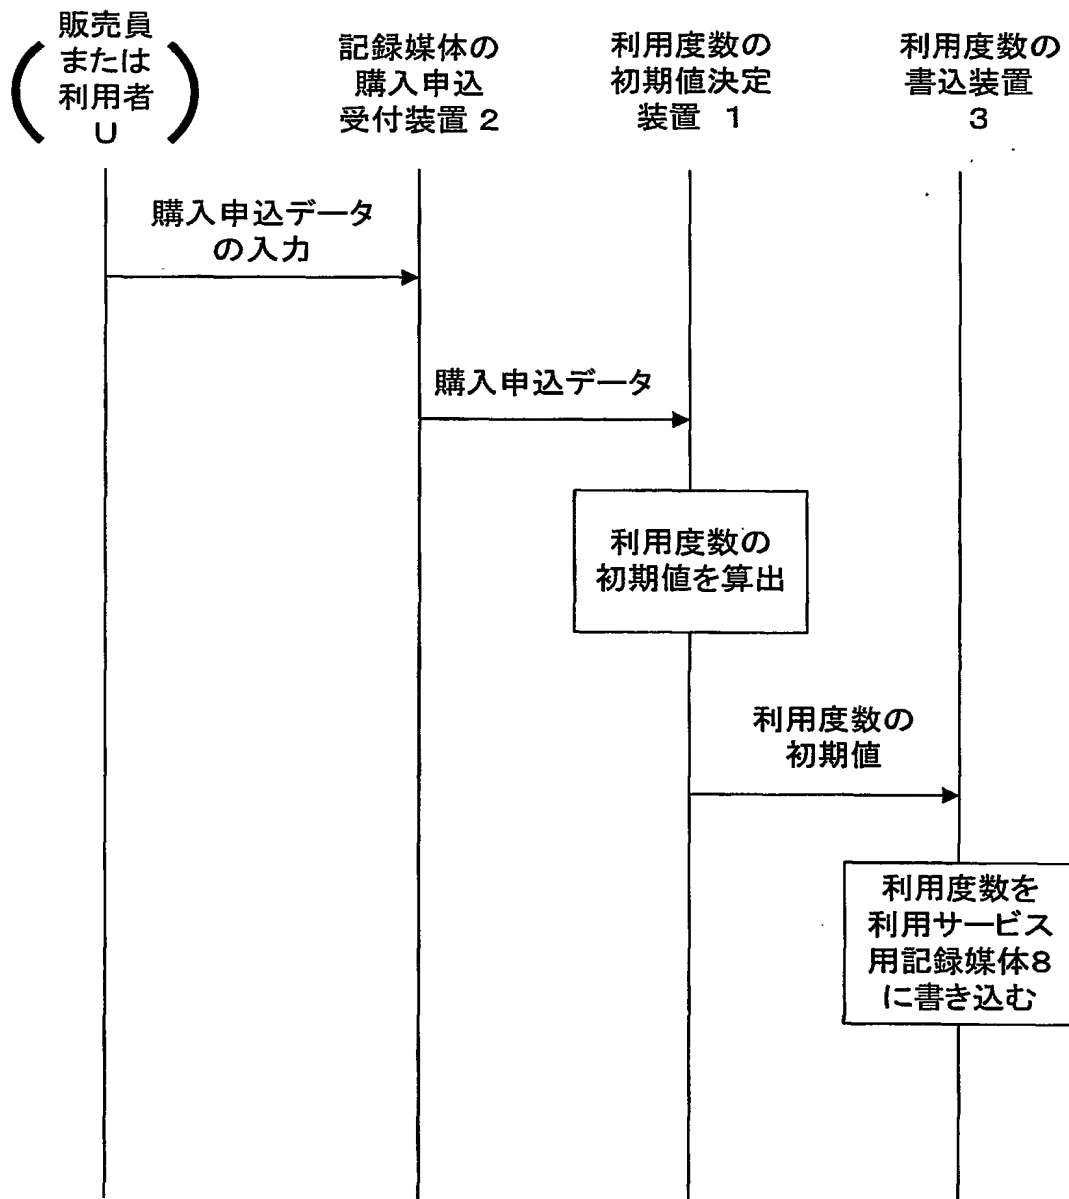 販売員
または
利用者
U
記録媒体の
購入申込
受付装置 2
利用度数の
初期値決定
装置 1
利用度数の
書込装置
3
購入申込データ
の入力
購入申込データ
利用度数の
初期値を算出
利用度数の
初期値
利用度数を
利用サービス
用記録媒体8
に書き込む